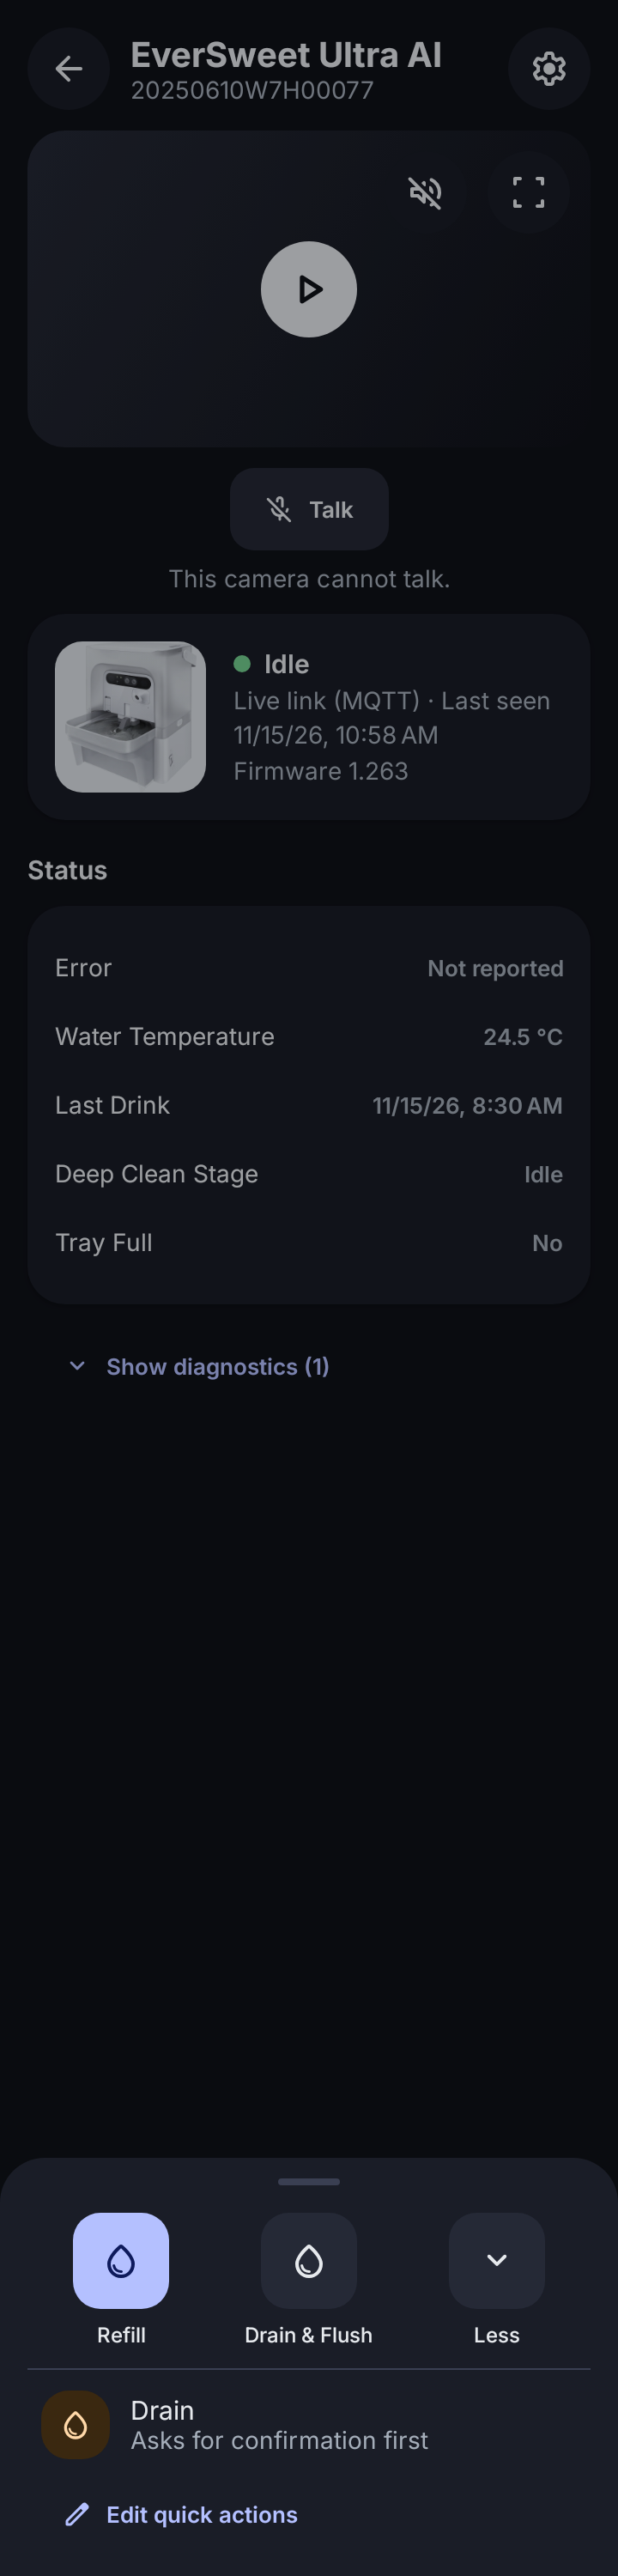 EverSweet Ultra AI
20250610W7H00077
Talk
This camera cannot talk.
Idle
Live link (MQTT) · Last seen
11/15/26, 10:58 AM
Firmware 1.263
Status
Error
Not reported
Water Temperature
24.5 °C
Last Drink
11/15/26, 8:30 AM
Deep Clean Stage
Idle
Tray Full
No
Show diagnostics (1)
Refill
Drain & Flush
Less
Drain
Asks for confirmation first
Edit quick actions